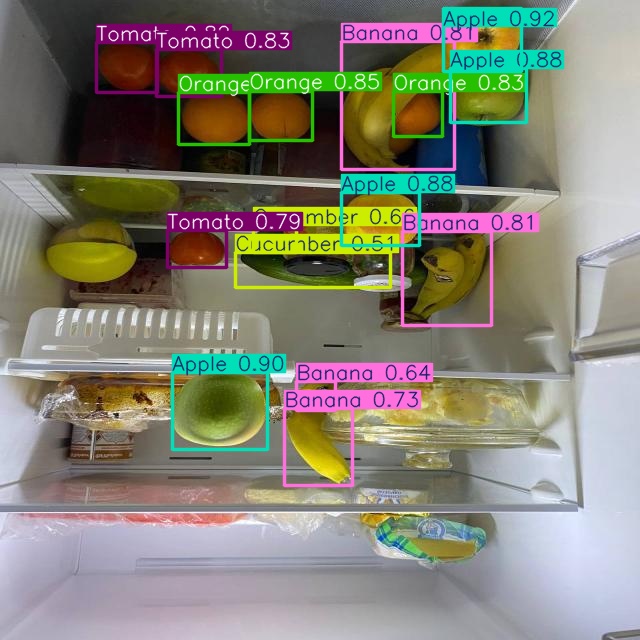 Apple 0.92
Tomato 0.83
Banana 0.81
Apple 0.88
Orange
Orange 0.85
Orange 0.83
Apple 0.88
Tomato 0.79
Banana 0.81
Cucumber 0.51
Apple 0.90
Banana 0.64
Banana 0.73